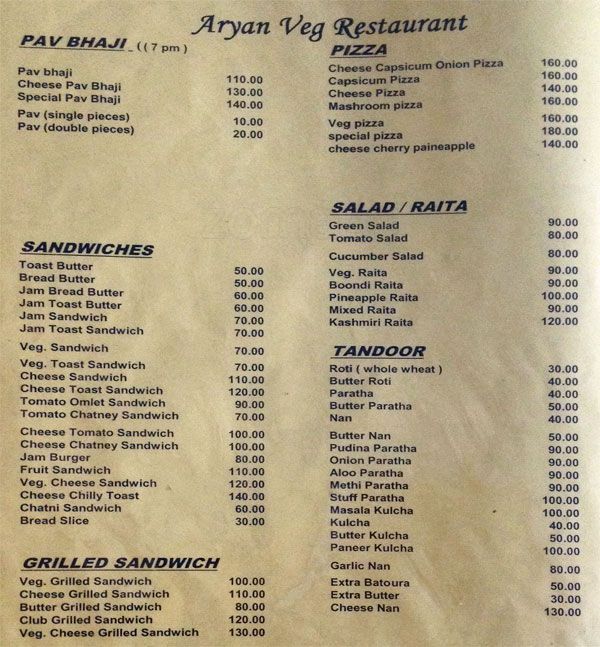 Aryan Veg Restaurant
PAV BHAJI_ ((7 pm)
Pav bhaji 110.00
Cheese Pav Bhaji 130.00
Special Pav Bhaji 140.00
Pav (single pieces) 10.00
Pav (double pieces) 20.00
SANDWICHES
Toast Butter 50.00
Bread Butter 50.00
Jam Bread Butter 60.00
Jam Toast Butter 60.00
Jam Sandwich 70.00
Jam Toast Sandwich 70.00
Veg. Sandwich 70.00
Veg. Toast Sandwich 70.00
Cheese Sandwich 110.00
Cheese Toast Sandwich 120.00
Tomato Omlet Sandwich 90.00
Tomato Chatney Sandwich 70.00
Cheese Tomato Sandwich 100.00
Cheese Chatney Sandwich 100.00
Jam Burger 80.00
Fruit Sandwich 110.00
Veg. Cheese Sandwich 120.00
Cheese Chilly Toast 140.00
Chatni Sandwich 60.00
Bread Slice 30.00
GRILLED SANDWICH
Veg. Grilled Sandwich 100.00
Cheese Grilled Sandwich 110.00
Butter Grilled Sandwich 80.00
Club Grilled Sandwich 120.00
Veg. Cheese Grilled Sandwich 130.00
PIZZA
Cheese Capsicum Onion Pizza 160.00
Capsicum Pizza 160.00
Cheese Pizza 140.00
Mashroom pizza 160.00
Veg pizza 160.00
special pizza 180.00
cheese cherry paineapple 140.00
SALAD / RAITA
Green Salad 90.00
Tomato Salad 80.00
Cucumber Salad 80.00
Veg. Raita 90.00
Boondi Raita 90.00
Pineapple Raita 100.00
Mixed Raita 90.00
Kashmiri Raita 120.00
TANDOOR
Roti ( whole wheat ) 30.00
Butter Roti 40.00
Paratha 40.00
Butter Paratha 50.00
Nan 40.00
Butter Nan 50.00
Pudina Paratha 90.00
Onion Paratha 90.00
Aloo Paratha 90.00
Methi Paratha 90.00
Stuff Paratha 100.00
Masala Kulcha 100.00
Kulcha 40.00
Butter Kulcha 50.00
Paneer Kulcha 100.00
Garlic Nan 80.00
Extra Batoura 50.00
Extra Butter 30.00
Cheese Nan 130.00